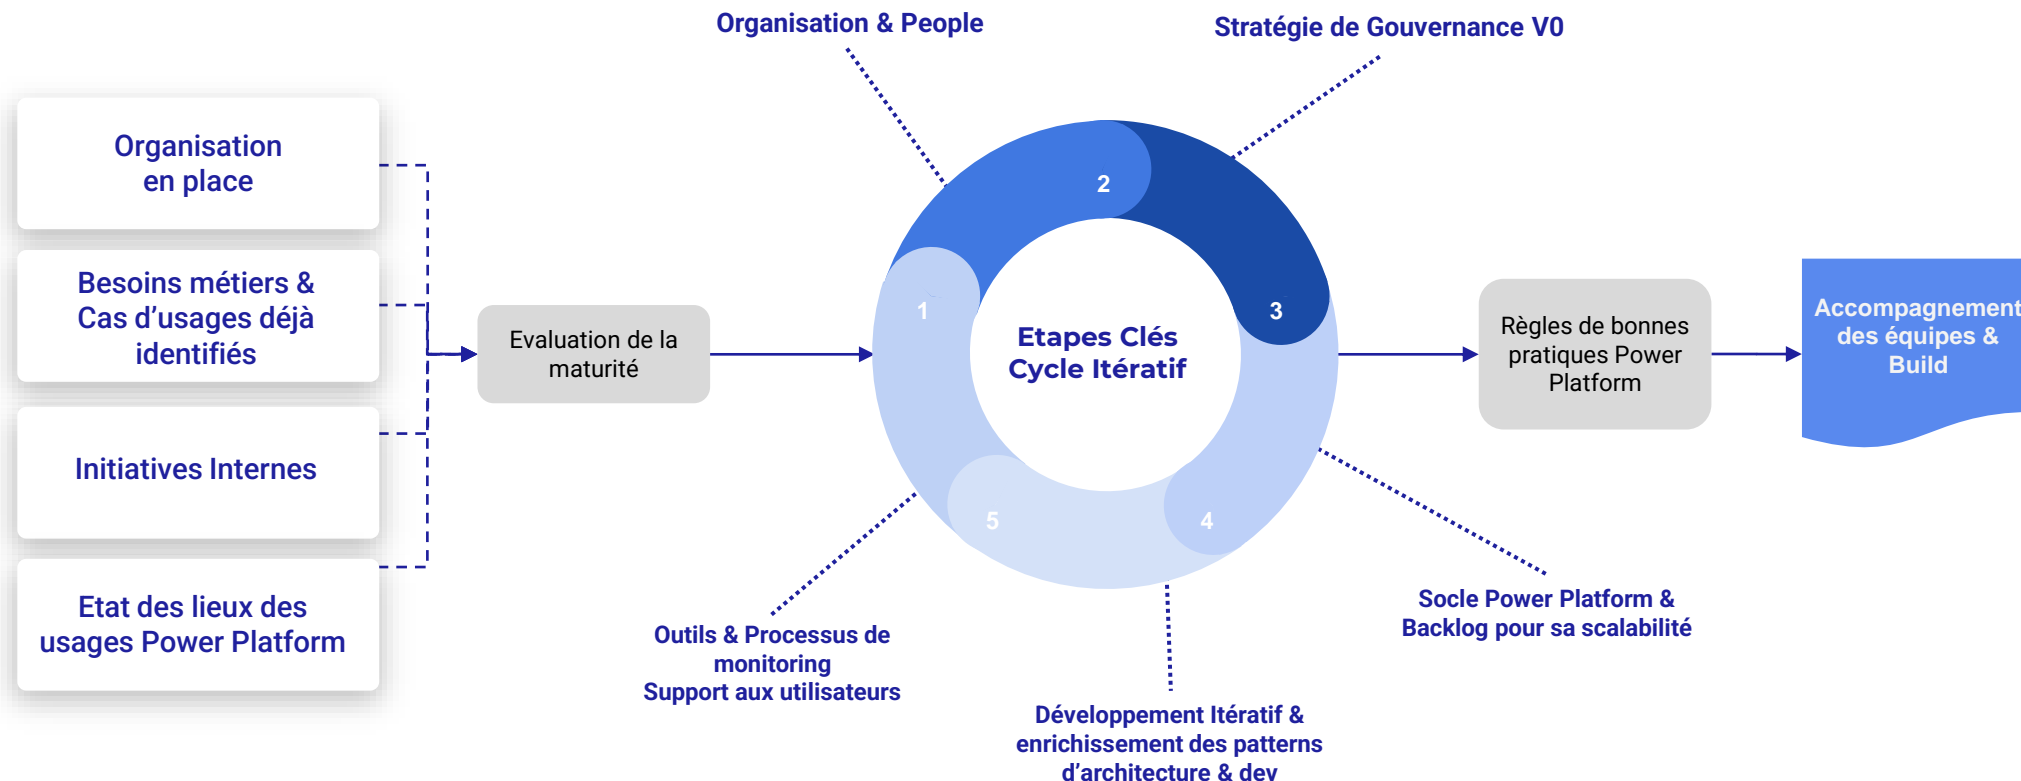 Organisation & People
Stratégie de Gouvernance V0
Organisation
en place
Besoins métiers &
Cas d’usages déjà
identifiés
Initiatives Internes
Etat des lieux des
usages Power Platform
Evaluation de la
maturité
1
2
3
4
5
Etapes Clés
Cycle Itératif
Règles de bonnes
pratiques Power
Platform
Accompagnement
des équipes &
Build
Socle Power Platform &
Backlog pour sa scalabilité
Outils & Processus de
monitoring
Support aux utilisateurs
Développement Itératif &
enrichissement des patterns
d’architecture & dev